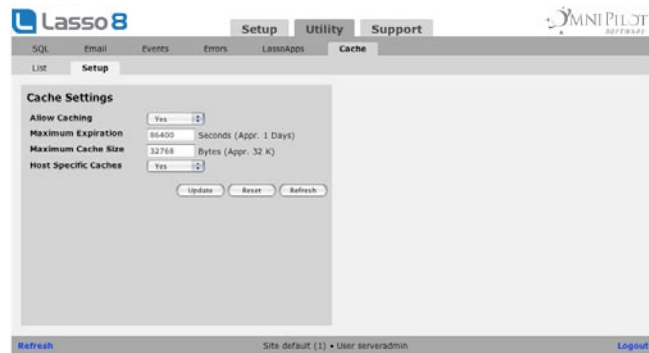 Lasso 8
Setup Utility Support
OMNIPILOT
SOFTWARE
SQL Email Events Errors LassoApps Cache
List Setup
Cache Settings
Allow Caching Yes
Maximum Expiration 86400 Seconds (Appr. 1 Days)
Maximum Cache Size 32768 Bytes (Appr. 32 K)
Host Specific Caches Yes
Update Reset Refresh
Refresh Site default (1) • User serveradmin Logout